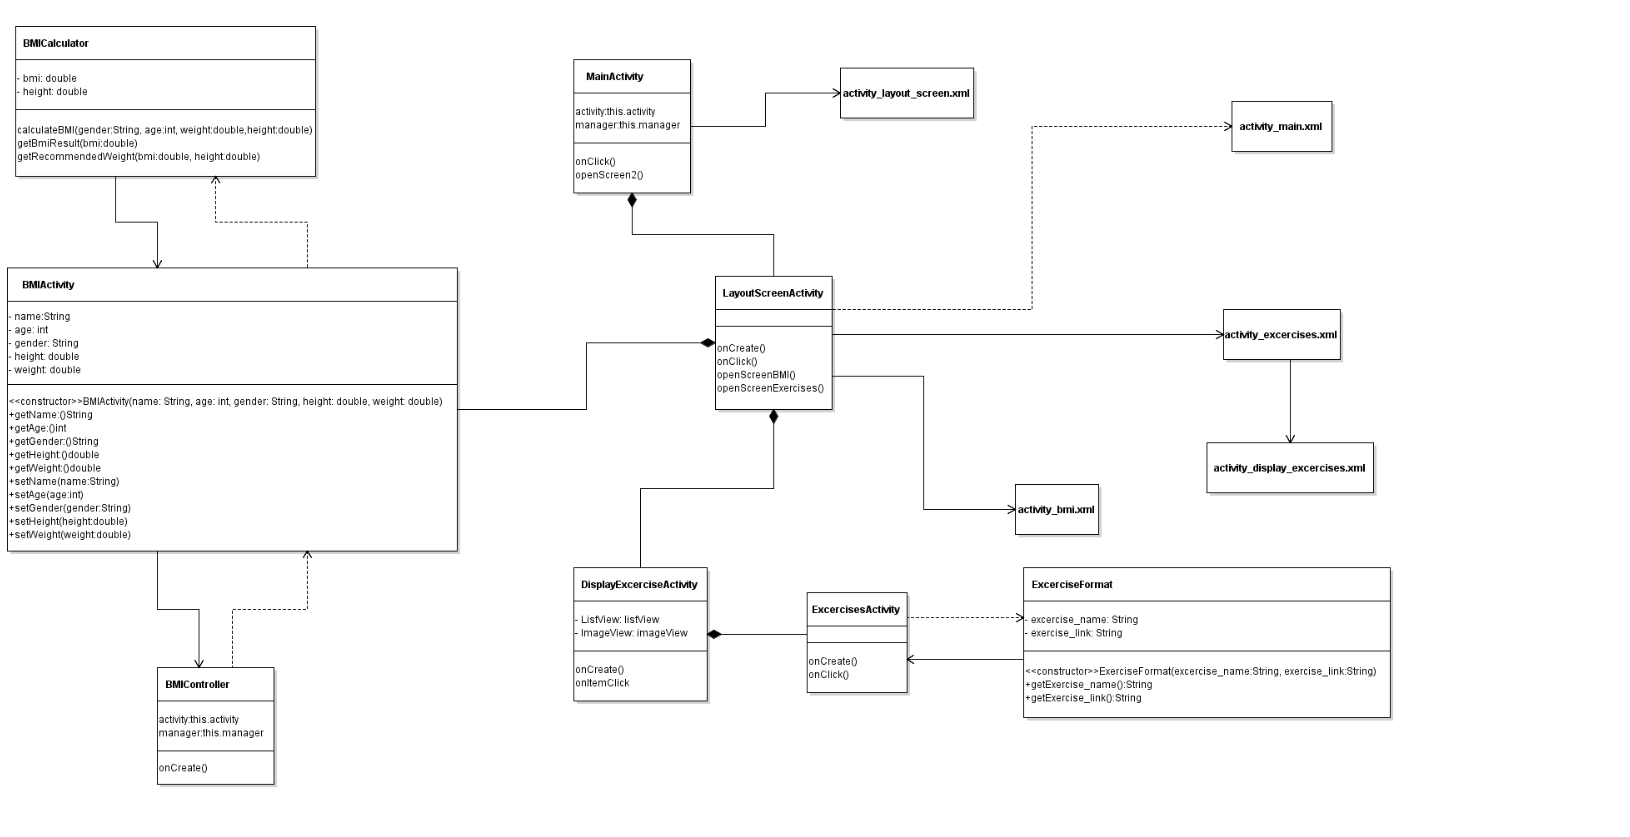 BMICalculator
- bmi: double
- height: double
calculateBMI(gender:String, age:int, weight:double,height:double)
getBmiResult(bmi:double)
getRecommendedWeight(bmi:double, height:double)
MainActivity
activity:this.activity
manager:this.manager
onClick()
openScreen2()
activity_layout_screen.xml
activity_main.xml
BMIActivity
- name:String
- age: int
- gender: String
- height: double
- weight: double
<<constructor>>BMIActivity(name: String, age: int, gender: String, height: double, weight: double)
+getName:()String
+getAge:()int
+getGender:()String
+getHeight:()double
+getWeight:()double
+setName(name:String)
+setAge(age:int)
+setGender(gender:String)
+setHeight(height:double)
+setWeight(weight:double)
LayoutScreenActivity
onCreate()
onClick()
openScreenBMI()
openScreenExercises()
activity_excercises.xml
activity_display_excercises.xml
activity_bmi.xml
DisplayExcerciseActivity
- ListView: listView
- ImageView: imageView
onCreate()
onItemClick
ExcercisesActivity
onCreate()
onClick()
ExcerciseFormat
- excercise_name: String
- exercise_link: String
<<constructor>>ExerciseFormat(excercise_name:String, exercise_link:String)
+getExercise_name():String
+getExercise_link():String
BMIController
activity:this.activity
manager:this.manager
onCreate()